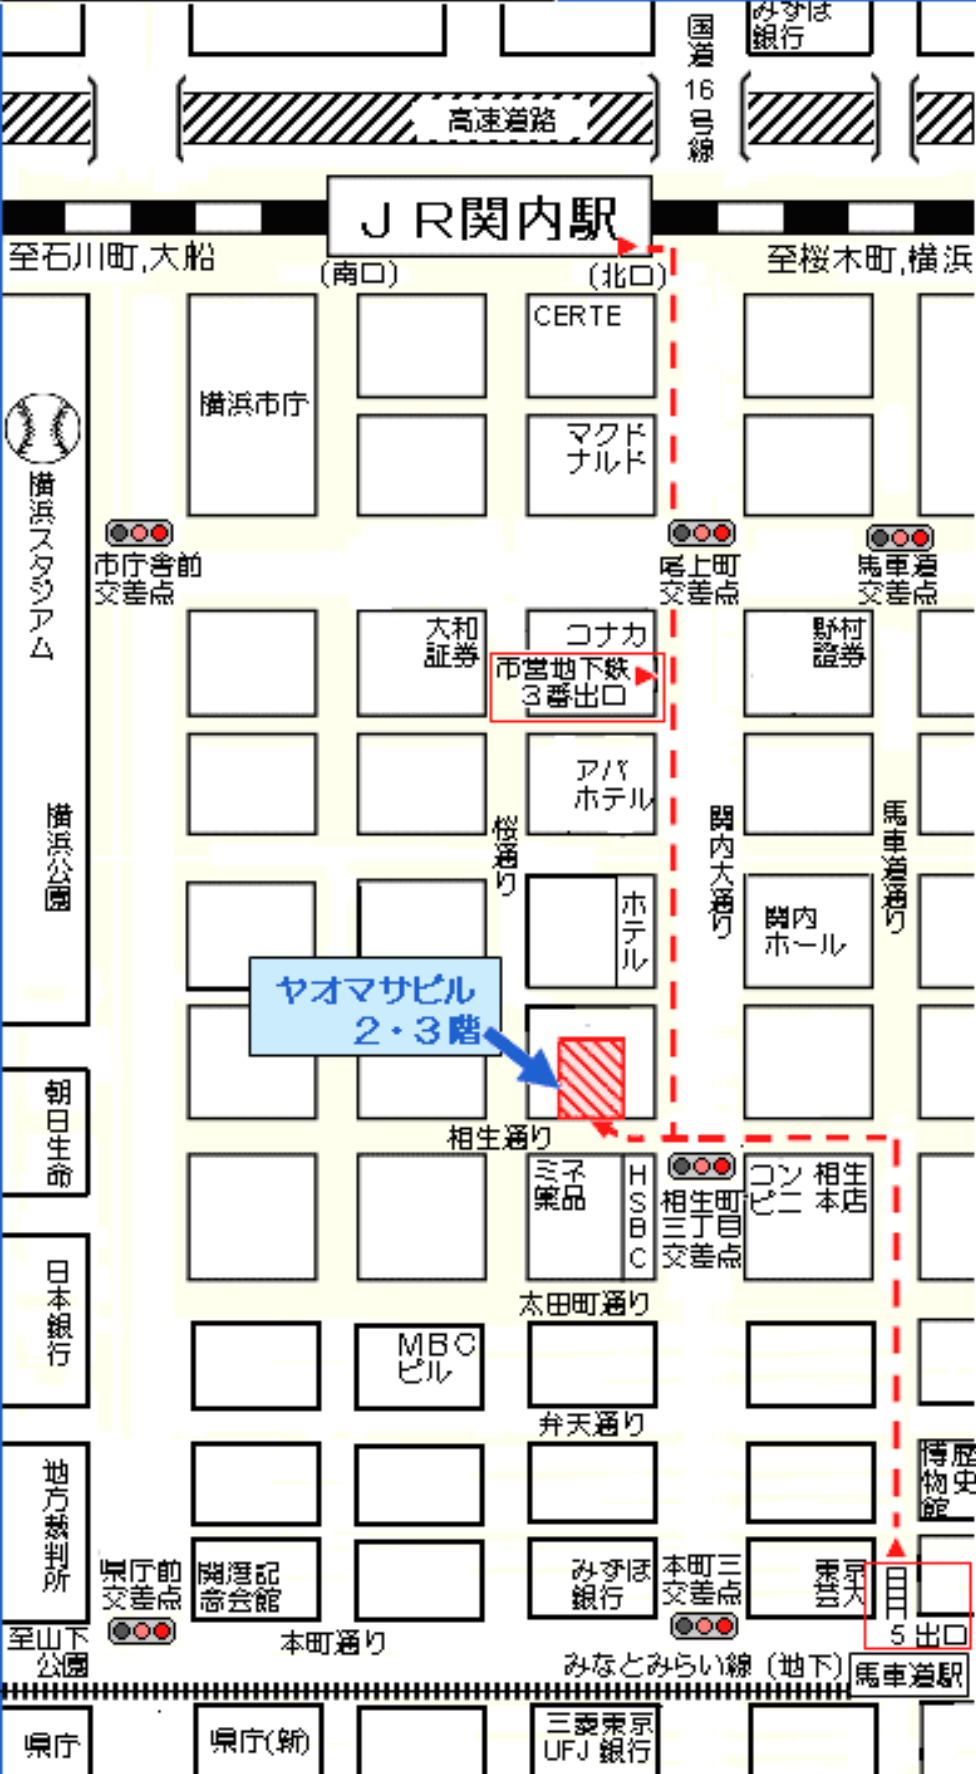 国道16号線
みずほ
銀行
高速道路
JR関内駅
至石川町,大船
(南口)
(北口)
至桜木町,横浜
CERTE
横浜市庁
マクド
ナルド
横浜スタジアム
市庁舎前
交差点
尾上町
交差点
馬車道
交差点
大和
証券
コナカ
市営地下鉄
3番出口
野村
證券
アパ
ホテル
横浜公園
桜通り
関内大通り
馬車道通り
ホテル
関内
ホール
ヤオマサビル
2・3階
朝日生命
相生通り
ミネ
薬品
HSBC
相生町
三丁目
交差点
コン
ビニ
相生
本店
日本銀行
太田町通り
MBC
ビル
弁天通り
地方裁判所
歴史
博物館
県庁前
交差点
開港記
念会館
みずほ
銀行
本町三
交差点
東京
芸大
5出口
至山下
公園
本町通り
みなとみらい線(地下)
馬車道駅
県庁
県庁(新)
三菱東京
UFJ銀行